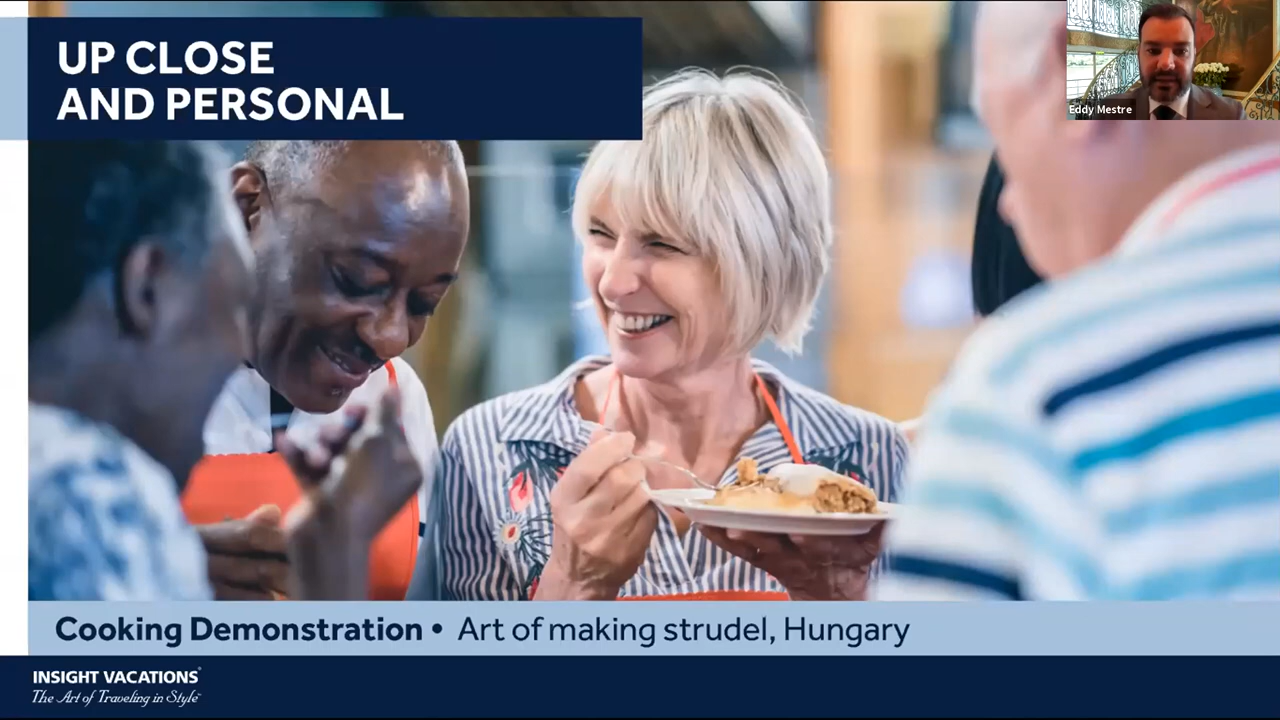 UP CLOSE
AND PERSONAL
Eddy Mestre
Cooking Demonstration • Art of making strudel, Hungary
INSIGHT VACATIONS®
The Art of Traveling in Style™